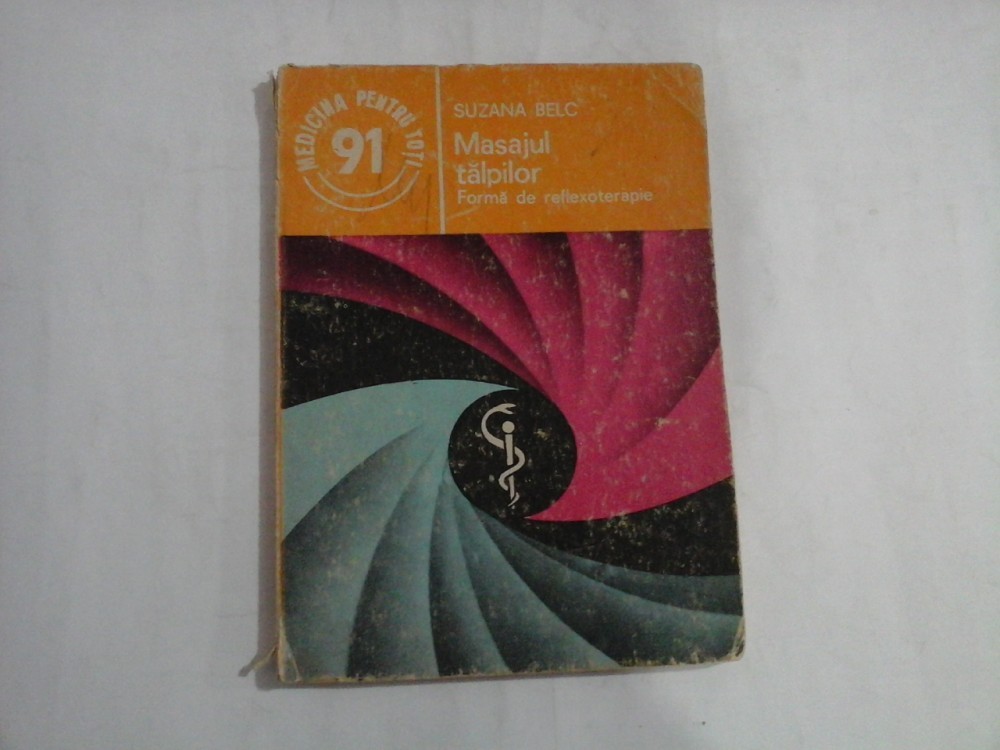 MEDICINA PENTRU TOȚI
91
SUZANA BELC
Masajul
tălpilor
Formă de reflexoterapie